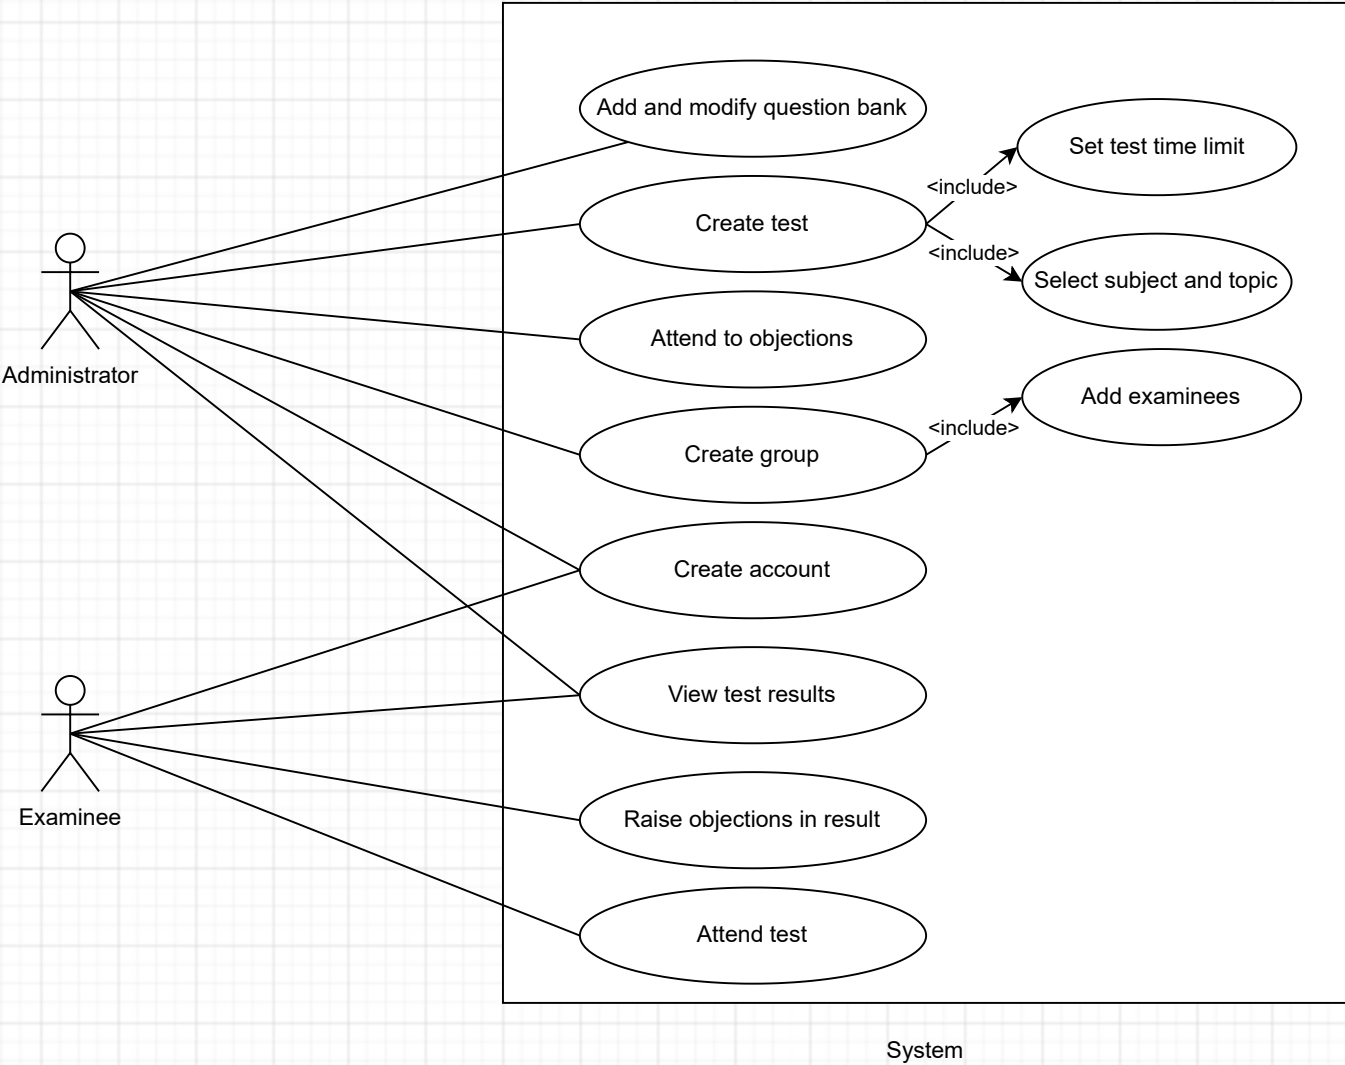 Add and modify question bank
Set test time limit
<include>
Create test
<include>
Select subject and topic
Attend to objections
Administrator
Add examinees
<include>
Create group
Create account
View test results
Examinee
Raise objections in result
Attend test
System